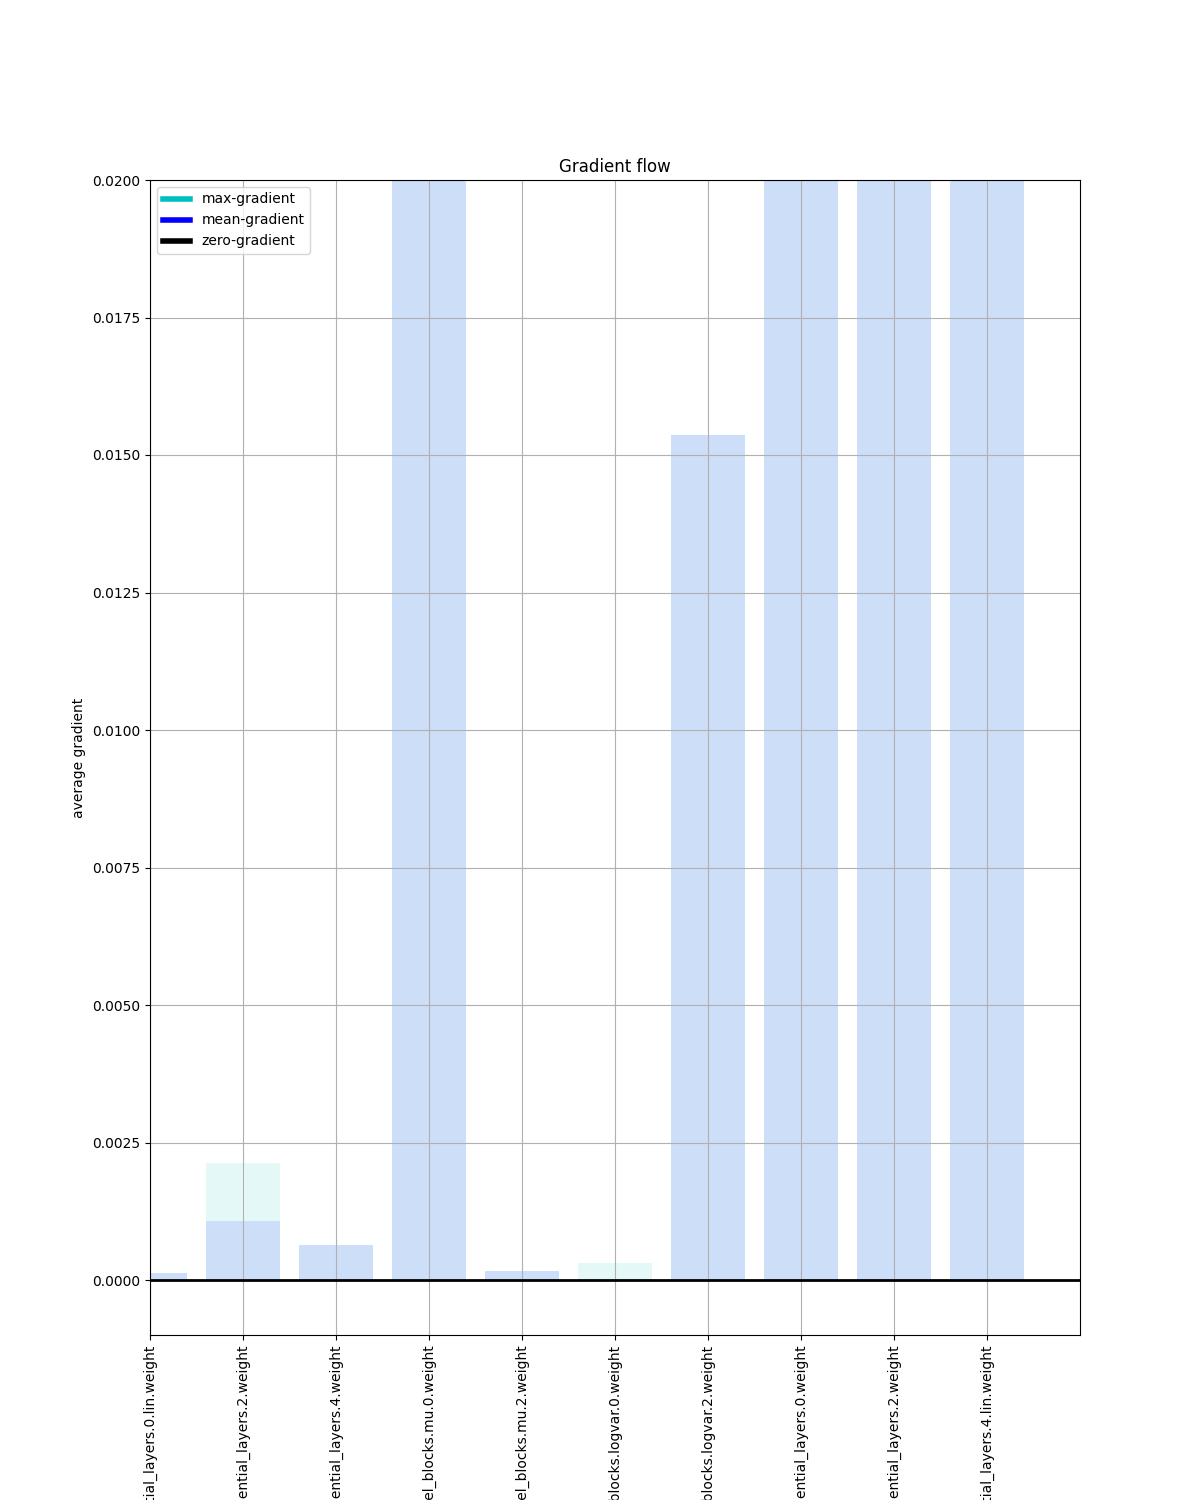 Gradient flow
max-gradient
mean-gradient
zero-gradient
0.0200
0.0175
0.0150
0.0125
0.0100
0.0075
0.0050
0.0025
0.0000
average gradient
tial_layers.0.lin.weight
ential_layers.2.weight
ential_layers.4.weight
el_blocks.mu.0.weight
el_blocks.mu.2.weight
blocks.logvar.0.weight
blocks.logvar.2.weight
ential_layers.0.weight
ential_layers.2.weight
tial_layers.4.lin.weight